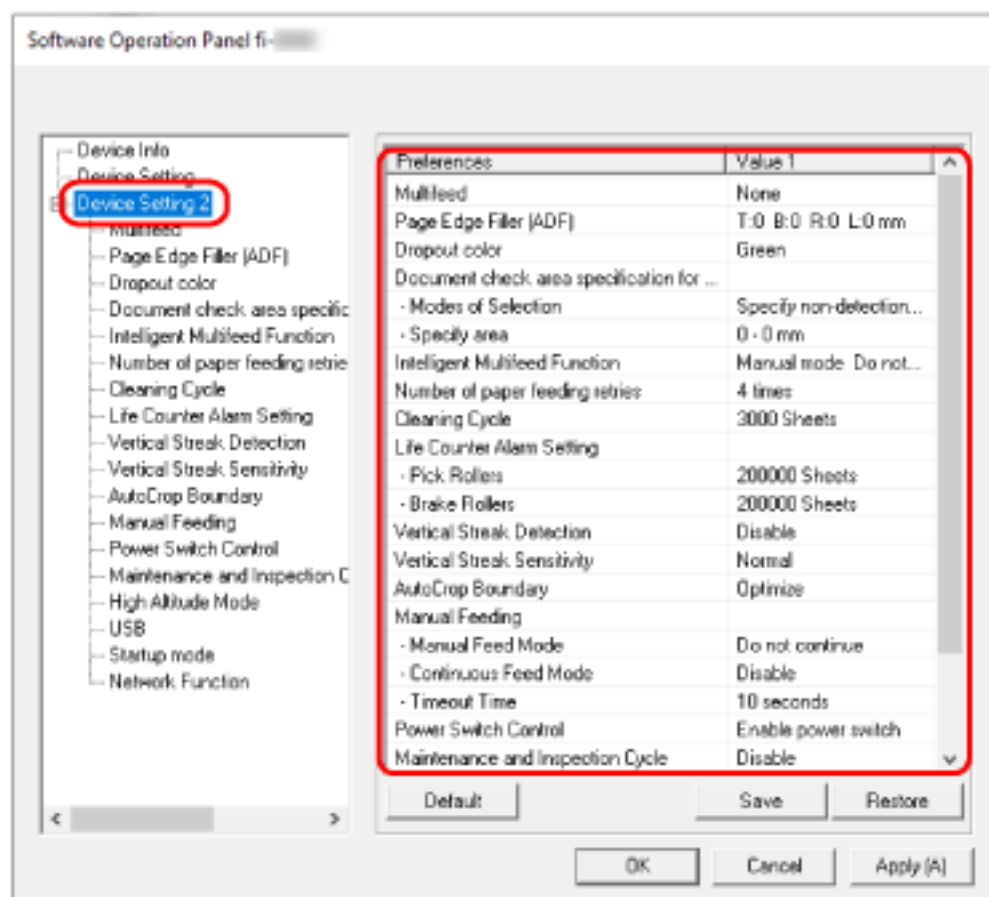 Software Operation Panel fi-
Device Info
Device Setting
Device Setting 2
Multifeed
Page Edge Filler (ADF)
Dropout color
Document check area specific
Intelligent Multifeed Function
Number of paper feeding retrie
Cleaning Cycle
Life Counter Alarm Setting
Vertical Streak Detection
Vertical Streak Sensitivity
AutoCrop Boundary
Manual Feeding
Power Switch Control
Maintenance and Inspection C
High Altitude Mode
USB
Startup mode
Network Function
Preferences Value 1
Multifeed None
Page Edge Filler (ADF) T:0 B:0 R:0 L:0 mm
Dropout color Green
Document check area specification for ...
- Modes of Selection Specify non-detection...
- Specify area 0 - 0 mm
Intelligent Multifeed Function Manual mode Do not...
Number of paper feeding retries 4 times
Cleaning Cycle 3000 Sheets
Life Counter Alarm Setting
- Pick Rollers 200000 Sheets
- Brake Rollers 200000 Sheets
Vertical Streak Detection Disable
Vertical Streak Sensitivity Normal
AutoCrop Boundary Optimize
Manual Feeding
- Manual Feed Mode Do not continue
- Continuous Feed Mode Disable
- Timeout Time 10 seconds
Power Switch Control Enable power switch
Maintenance and Inspection Cycle Disable
Default Save Restore
OK Cancel Apply (A)